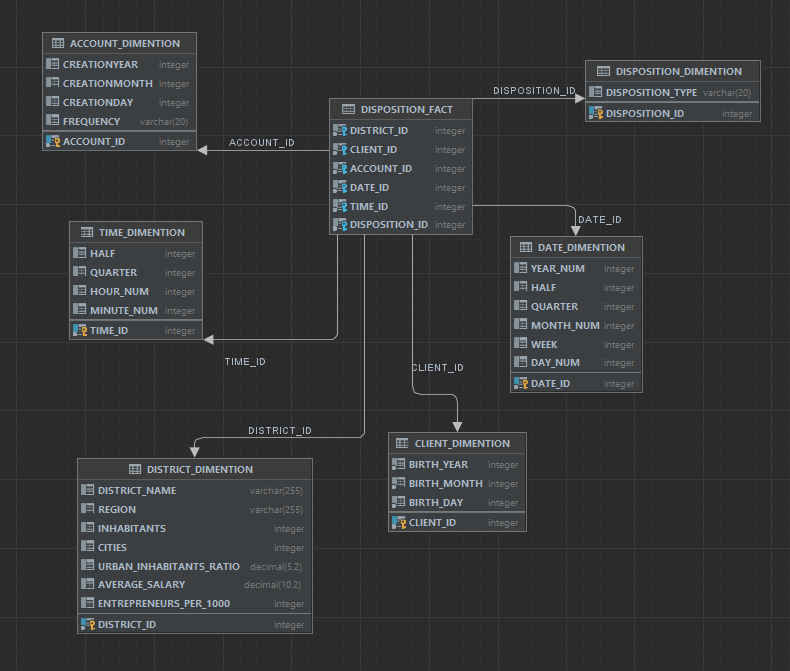 ACCOUNT_DIMENTION
CREATIONYEAR integer
CREATIONMONTH integer
CREATIONDAY integer
FREQUENCY varchar(20)
ACCOUNT_ID integer
DISPOSITION_DIMENTION
DISPOSITION_TYPE varchar(20)
DISPOSITION_ID integer
DISPOSITION_ID
DISPOSITION_FACT
DISTRICT_ID integer
CLIENT_ID integer
ACCOUNT_ID integer
DATE_ID integer
TIME_ID integer
DISPOSITION_ID integer
ACCOUNT_ID
DATE_ID
TIME_DIMENTION
HALF integer
QUARTER integer
HOUR_NUM integer
MINUTE_NUM integer
TIME_ID integer
DATE_DIMENTION
YEAR_NUM integer
HALF integer
QUARTER integer
MONTH_NUM integer
WEEK integer
DAY_NUM integer
DATE_ID integer
TIME_ID
CLIENT_ID
DISTRICT_ID
CLIENT_DIMENTION
BIRTH_YEAR integer
BIRTH_MONTH integer
BIRTH_DAY integer
CLIENT_ID integer
DISTRICT_DIMENTION
DISTRICT_NAME varchar(255)
REGION varchar(255)
INHABITANTS integer
CITIES integer
URBAN_INHABITANTS_RATIO decimal(5,2)
AVERAGE_SALARY decimal(10,2)
ENTREPRENEURS_PER_1000 integer
DISTRICT_ID integer